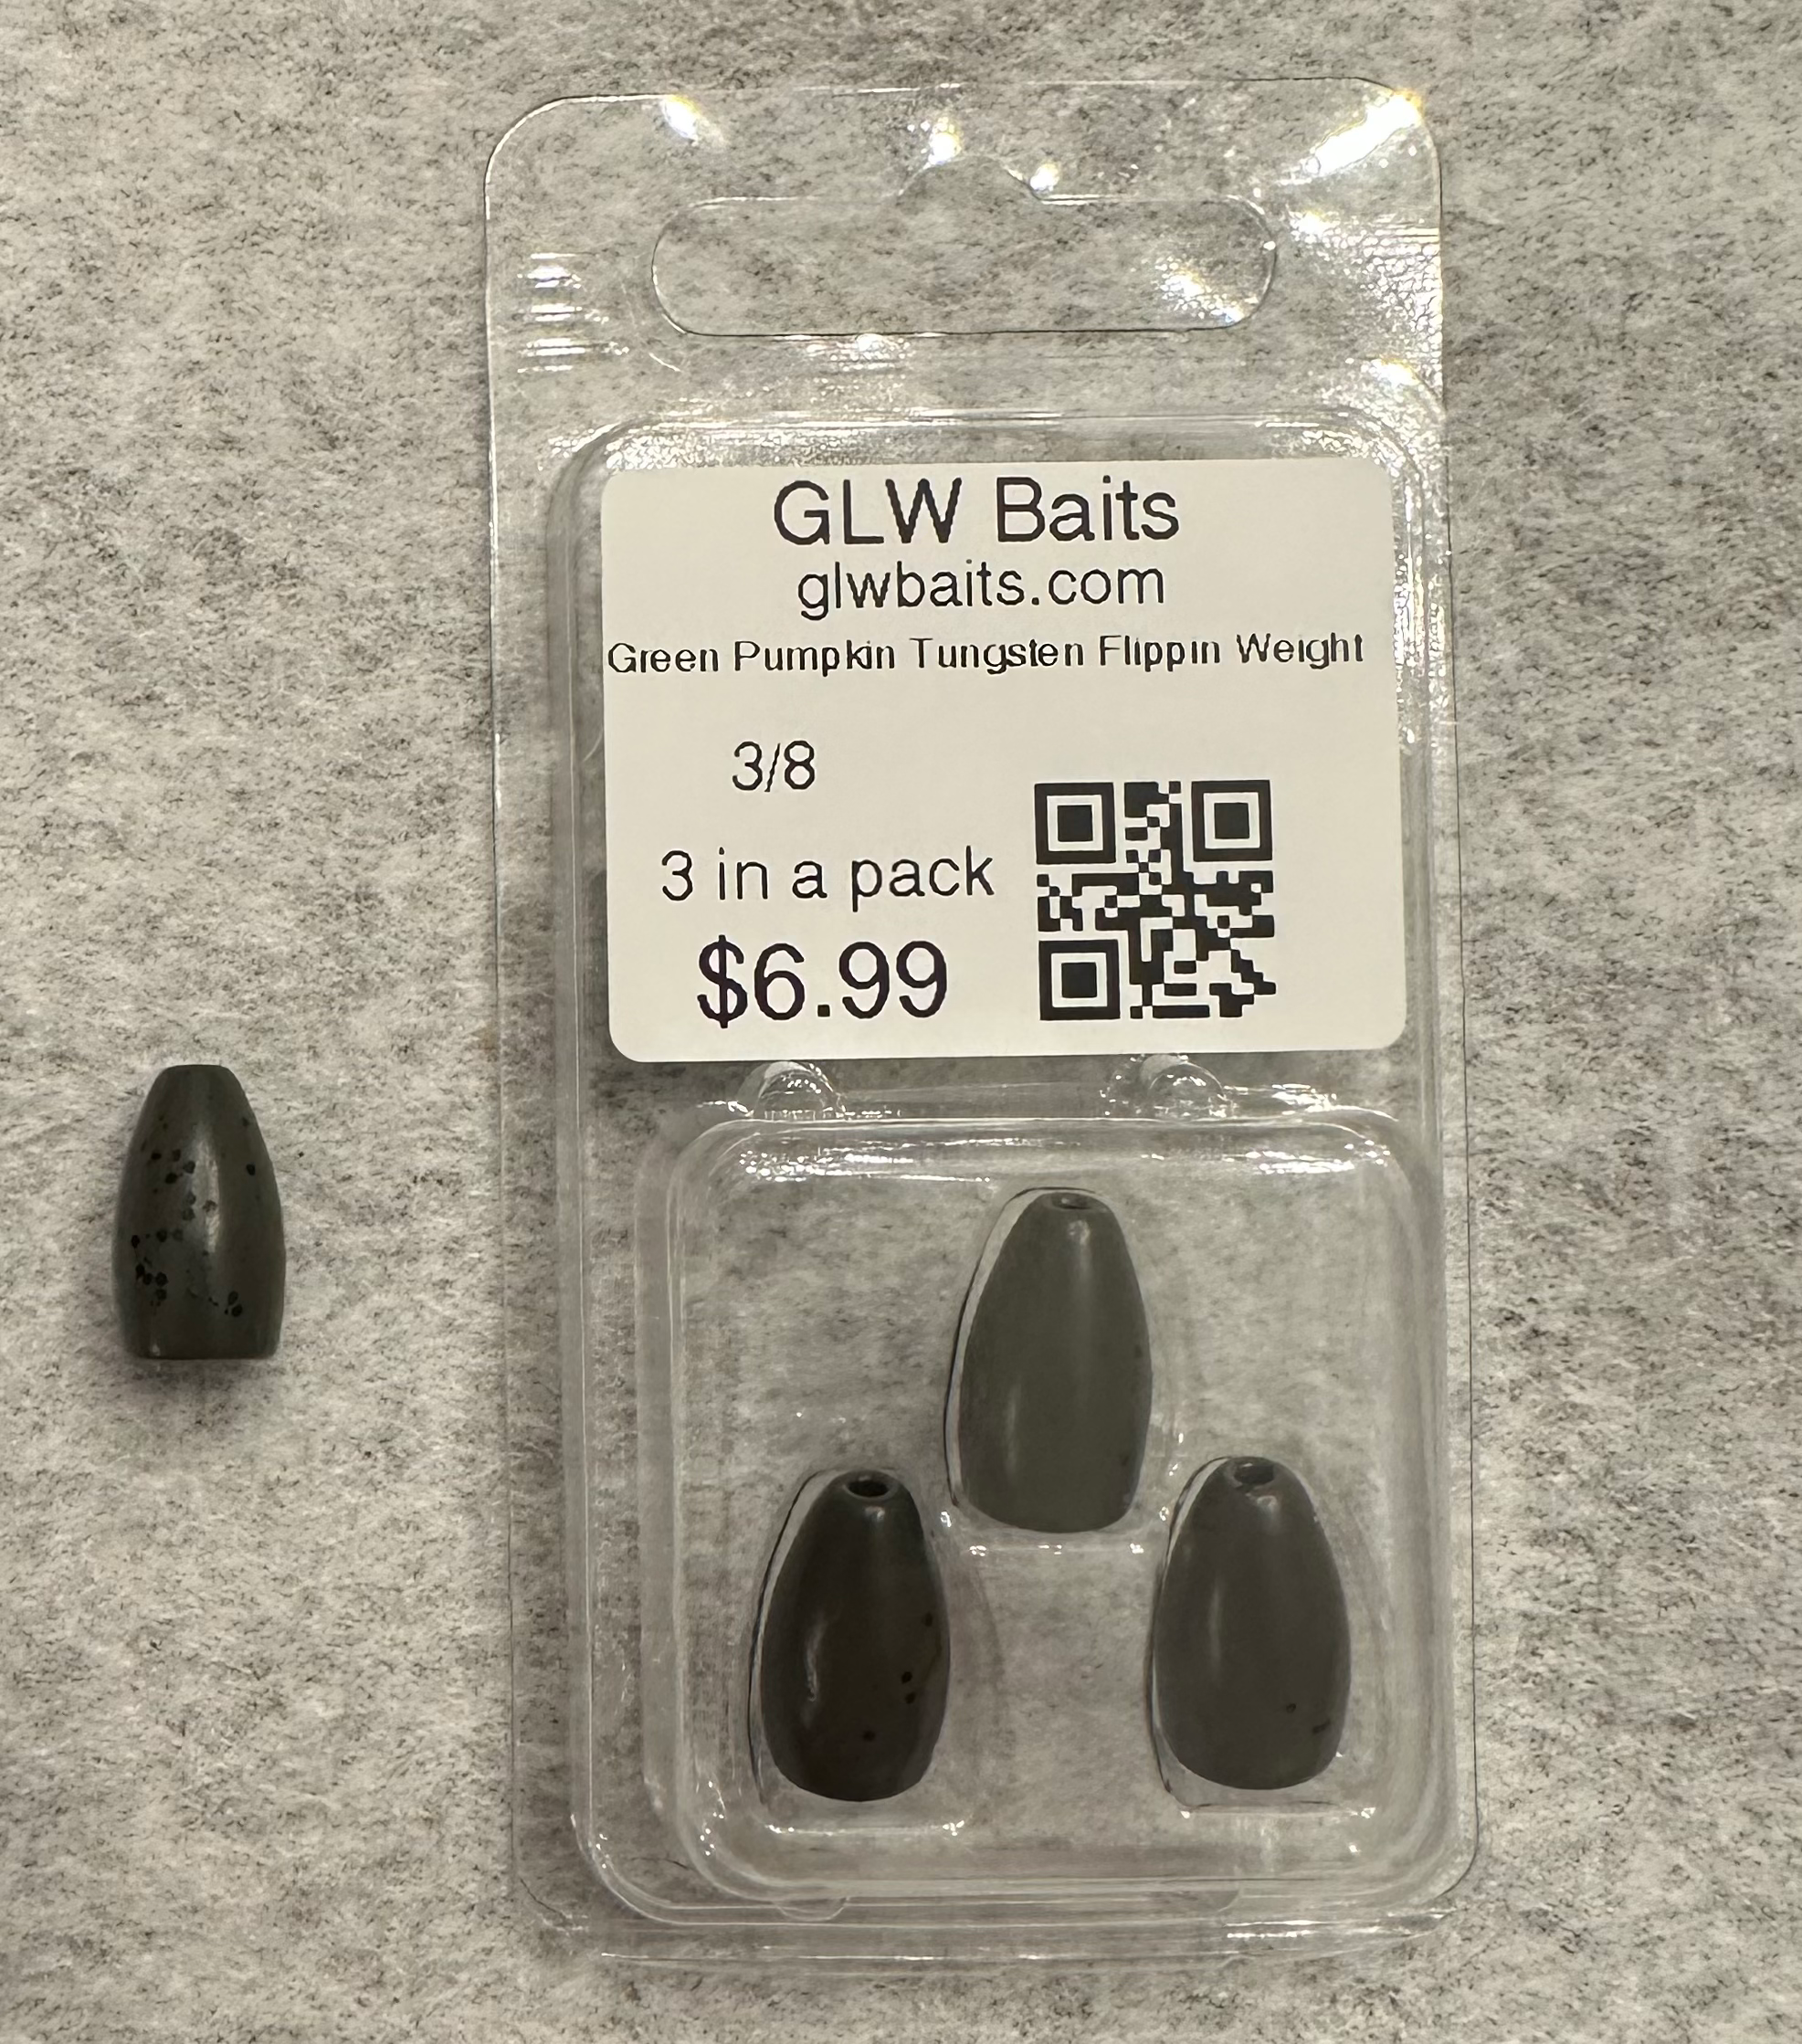 GLW Baits
glwbaits.com
Green Pumpkin Tungsten Flippin Weight
3/8
3 in a pack
$6.99